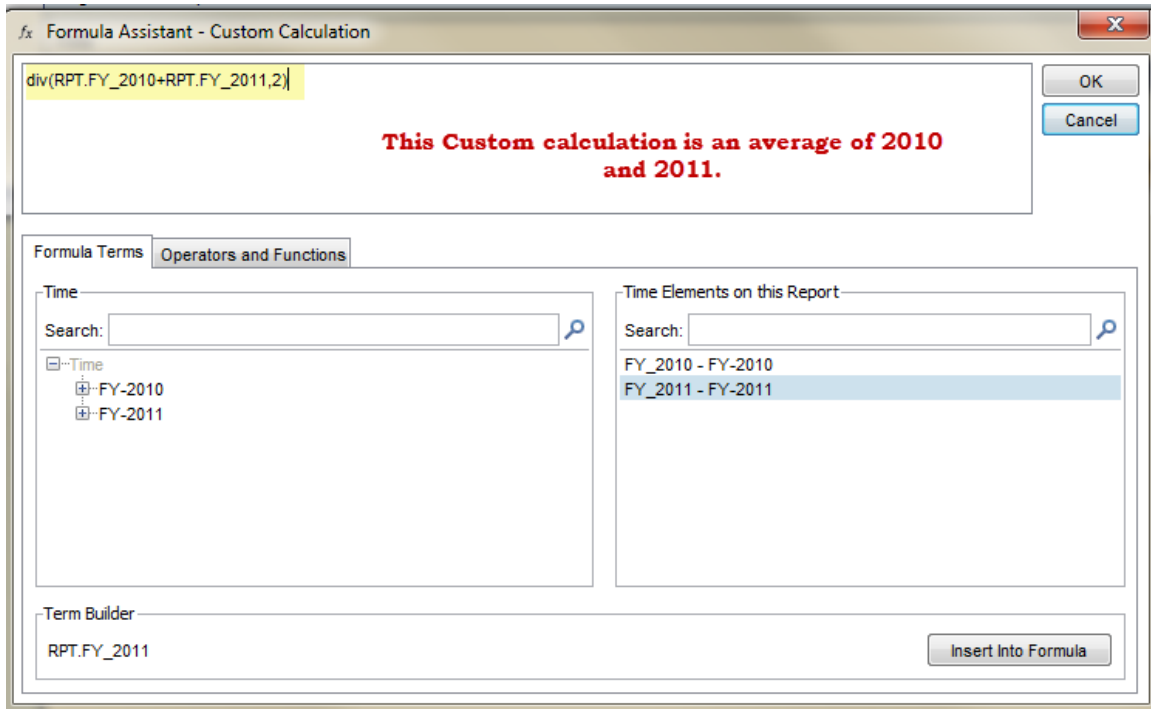 fx Formula Assistant - Custom Calculation
X
div(RPT.FY_2010+RPT.FY_2011,2)
OK
Cancel
This Custom calculation is an average of 2010
and 2011.
Formula Terms
Operators and Functions
Time
Search:
Time
FY-2010
FY-2011
Time Elements on this Report
Search:
FY_2010 - FY-2010
FY_2011 - FY-2011
Term Builder
RPT.FY_2011
Insert Into Formula